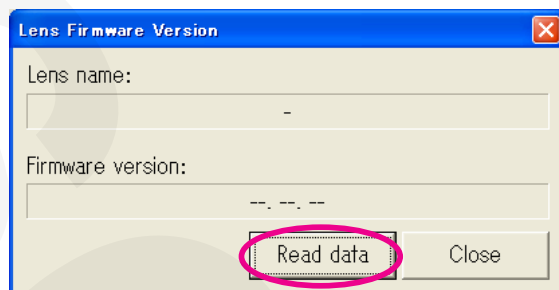 Lens Firmware Version
Lens name:
-
Firmware version:
--. --. --
Read data
Close